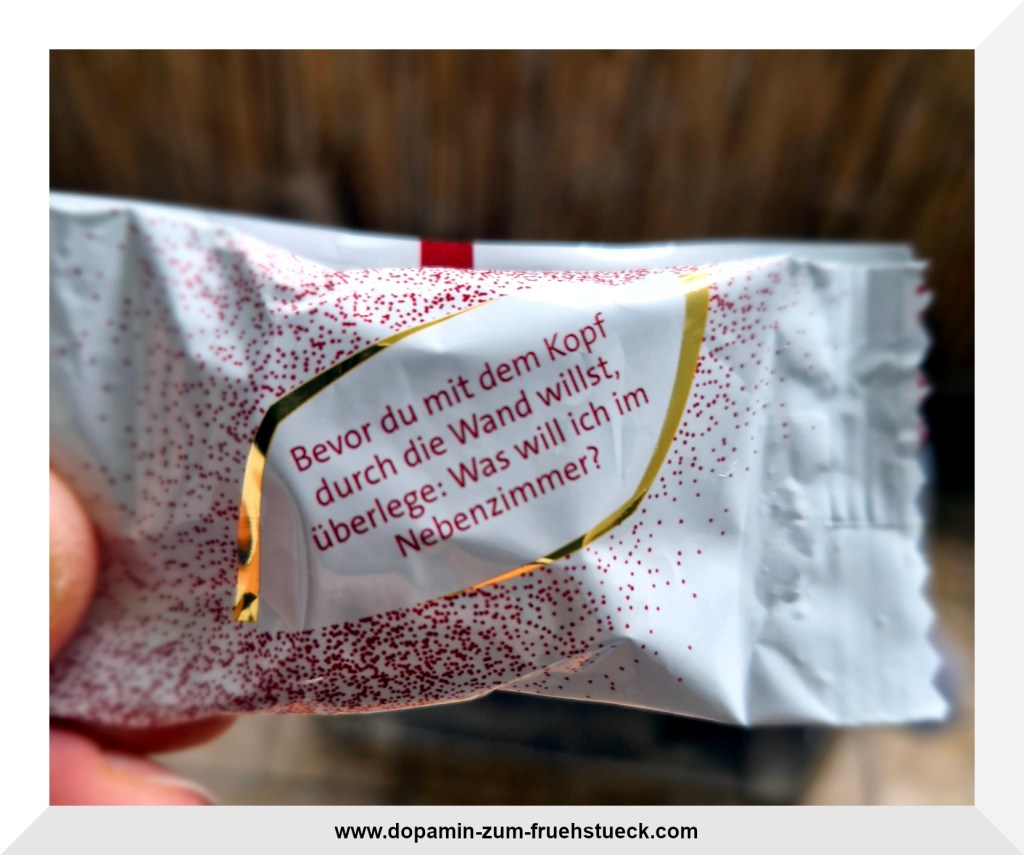 Bevor du mit dem Kopf
durch die Wand willst,
überlege: Was will ich im
Nebenzimmer?
www.dopamin-zum-fruehstueck.com